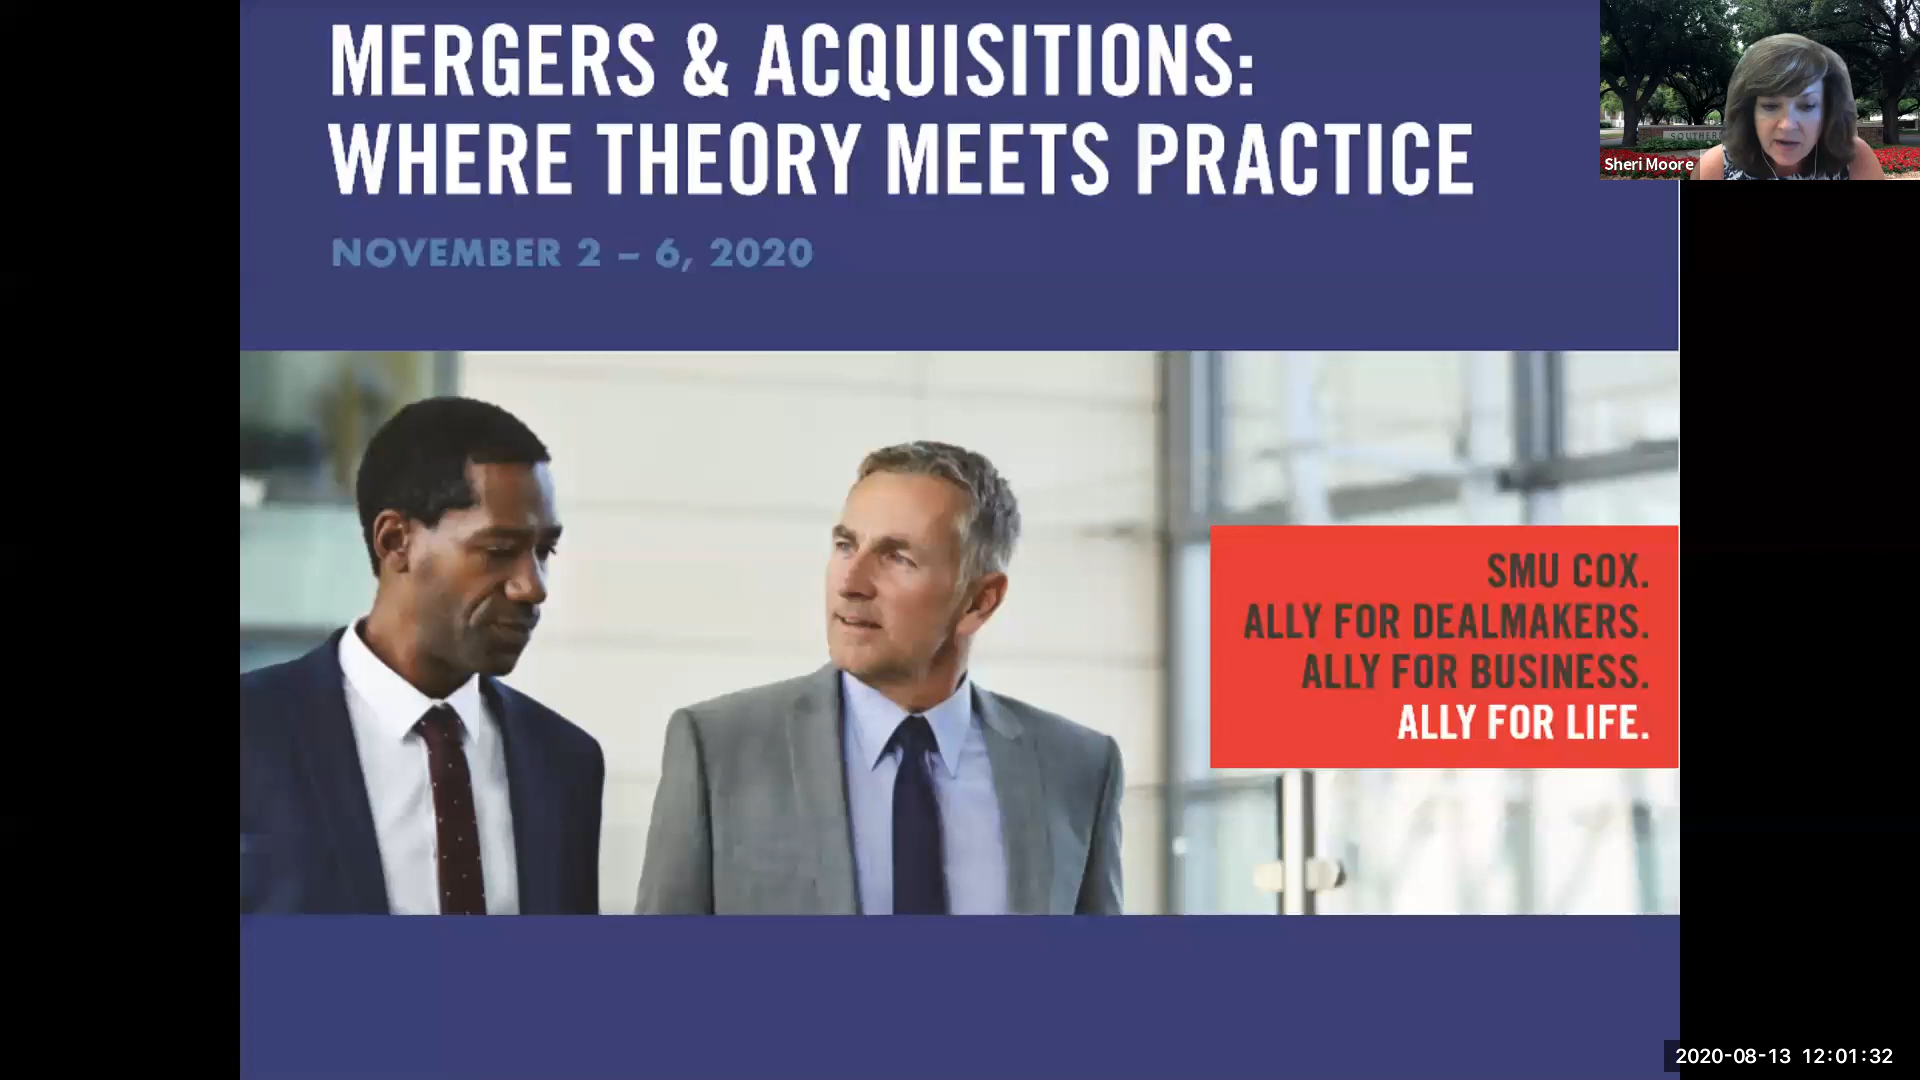 MERGERS & ACQUISITIONS:
WHERE THEORY MEETS PRACTICE
NOVEMBER 2 – 6, 2020
SOUTHER
Sheri Moore
SMU COX.
ALLY FOR DEALMAKERS.
ALLY FOR BUSINESS.
ALLY FOR LIFE.
2020-08-13 12:01:32